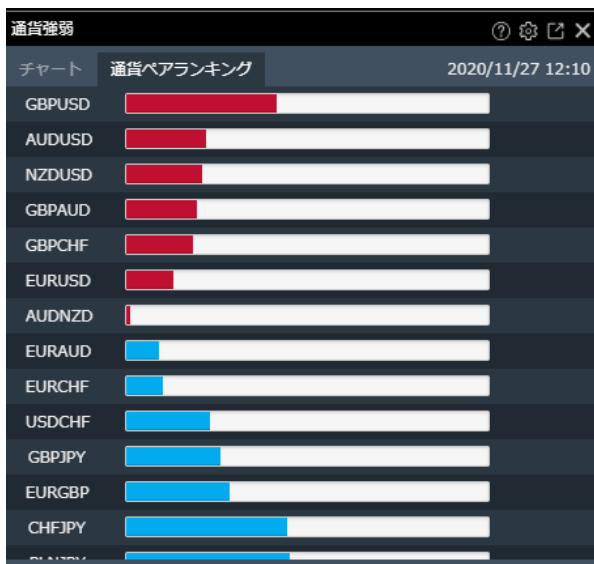 通貨強弱
チャート 通貨ペアランキング 2020/11/27 12:10
GBPUSD
AUDUSD
NZDUSD
GBPAUD
GBPCHF
EURUSD
AUDNZD
EURAUD
EURCHF
USDCHF
GBPJPY
EURGBP
CHFJPY